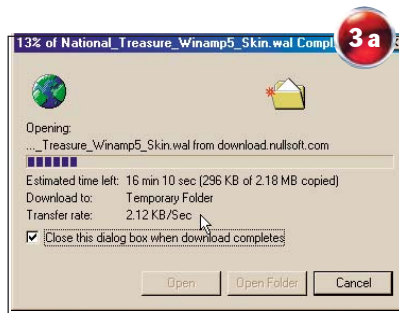 13% of National_Treasure_Winamp5_Skin.wal Compl
3a
Opening:
..._Treasure_Winamp5_Skin.wal from download.nullsoft.com
Estimated time left: 16 min 10 sec (296 KB of 2.18 MB copied)
Download to: Temporary Folder
Transfer rate: 2.12 KB/Sec
Close this dialog box when download completes
Open Open Folder Cancel